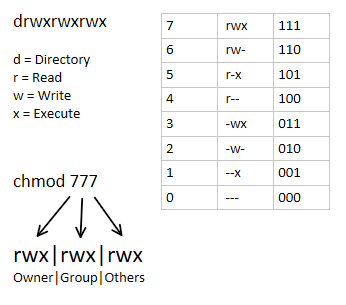 drwxrwxrwx
d = Directory
r = Read
w = Write
x = Execute
7 rwx 111
6 rw- 110
5 r-x 101
4 r-- 100
3 -wx 011
2 -w- 010
1 --x 001
0 --- 000
chmod 777
rwx|rwx|rwx
Owner|Group|Others